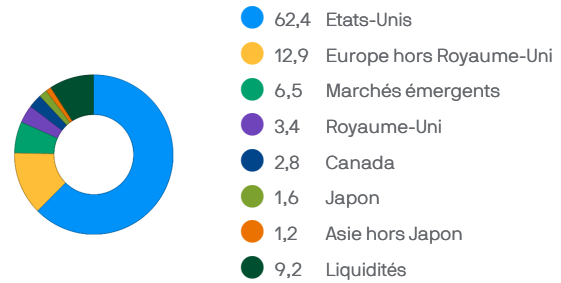 62,4 Etats-Unis
12,9 Europe hors Royaume-Uni
6,5 Marchés émergents
3,4 Royaume-Uni
2,8 Canada
1,6 Japon
1,2 Asie hors Japon
9,2 Liquidités